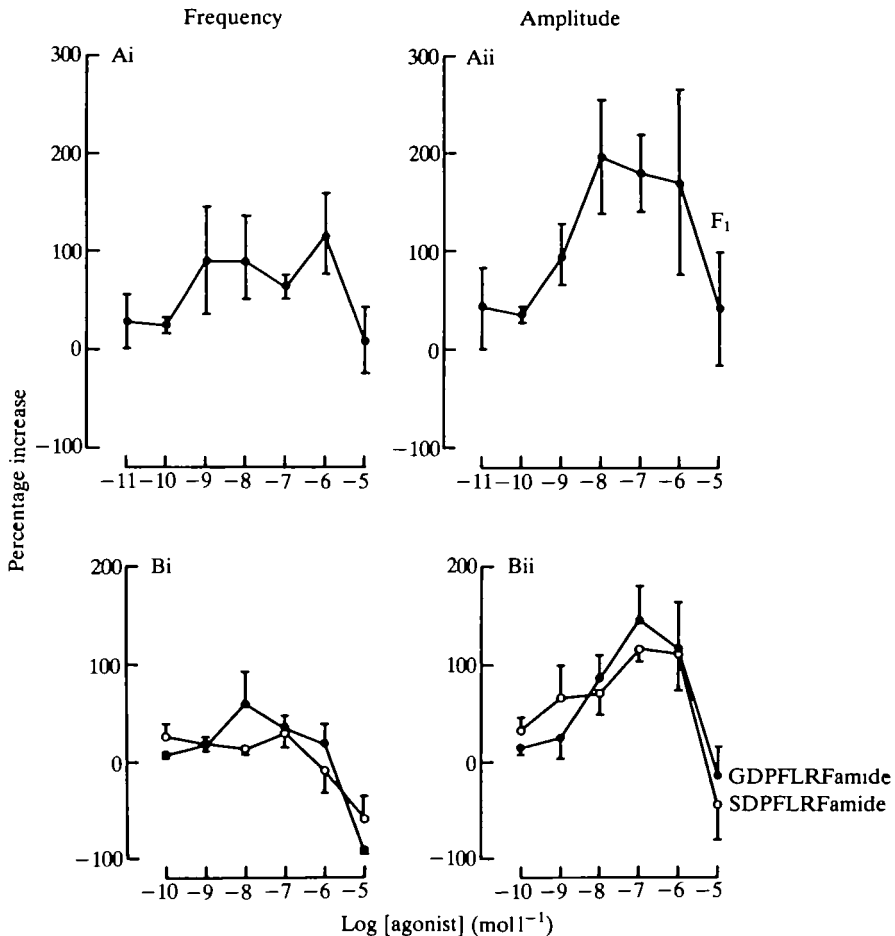 Frequency
Amplitude
Ai
300
200
100
0
−100
−11 −10 −9 −8 −7 −6 −5
Aii
300
200
100
0
−100
F₁
−11 −10 −9 −8 −7 −6 −5
Percentage increase
Bi
200
100
0
−100
−10 −9 −8 −7 −6 −5
Bii
200
100
0
−100
GDPFLRFamide
SDPFLRFamide
−10 −9 −8 −7 −6 −5
Log [agonist] (mol l⁻¹)